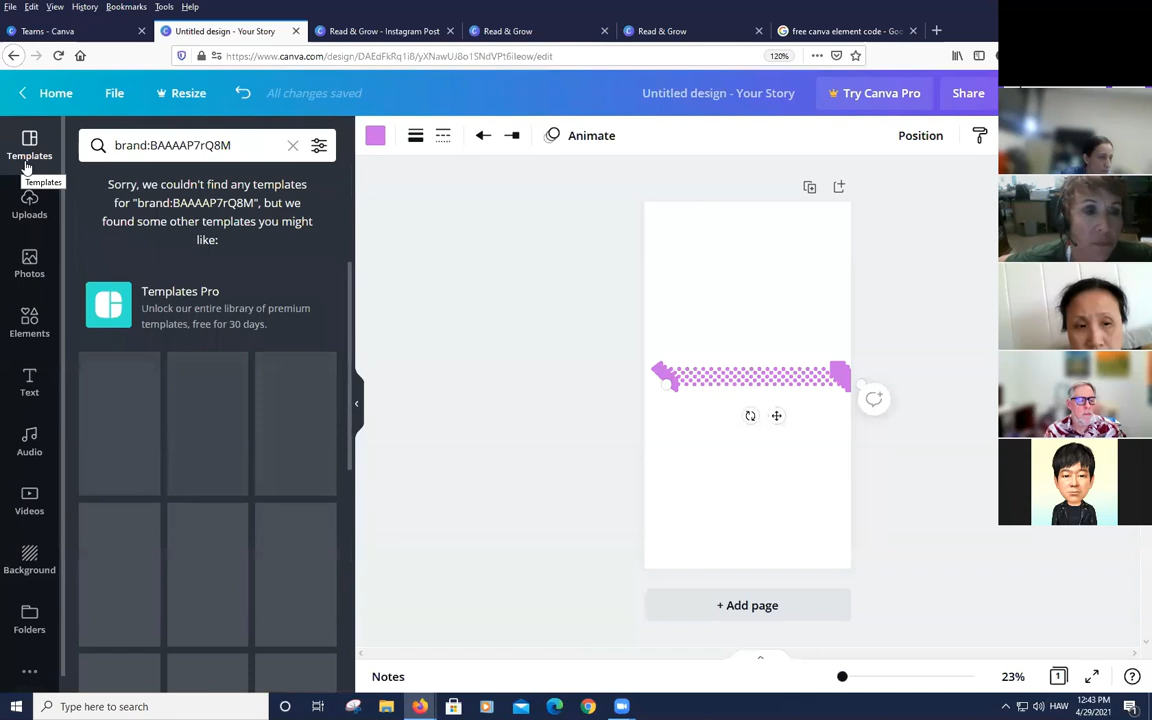 File Edit View History Bookmarks Tools Help
Teams - Canva
Untitled design - Your Story
Read & Grow - Instagram Post
Read & Grow
Read & Grow
free canva element code - Goo
https://www.canva.com/design/DAEdFkRq1i8/yXNawUJ8o1SNdVPt6iIeow/edit
120%
Home
File
Resize
All changes saved
Untitled design - Your Story
Try Canva Pro
Share
Templates
Templates
Uploads
Photos
Elements
Text
Audio
Videos
Background
Folders
brand:BAAAAP7rQ8M
Sorry, we couldn't find any templates
for "brand:BAAAAP7rQ8M", but we
found some other templates you might
like:
Templates Pro
Unlock our entire library of premium
templates, free for 30 days.
Animate
Position
+ Add page
Notes
23%
1
?
Type here to search
HAW
12:43 PM
4/29/2021
1